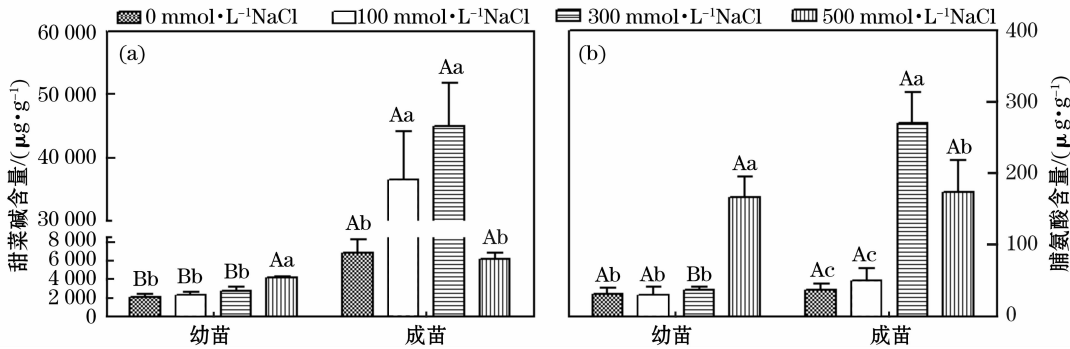 0 mmol·L⁻¹NaCl 100 mmol·L⁻¹NaCl 300 mmol·L⁻¹NaCl 500 mmol·L⁻¹NaCl
(a)
甜菜碱含量/(μg·g⁻¹)
60 000
50 000
40 000
30 000
8 000
6 000
4 000
2 000
0
Bb Bb Bb Aa
Ab Aa Aa Ab
幼苗 成苗
(b)
Ab Ab Bb Aa
Ac Ac Aa Ab
幼苗 成苗
400
300
200
100
0
脯氨酸含量/(μg·g⁻¹)